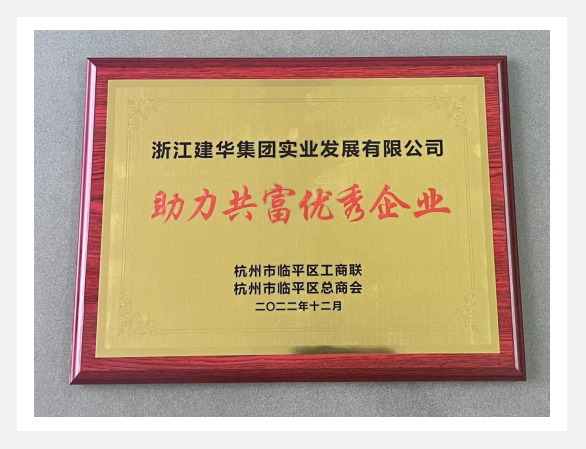 浙江建华集团实业发展有限公司
助力共富优秀企业
杭州市临平区工商联
杭州市临平区总商会
二〇二二年十二月